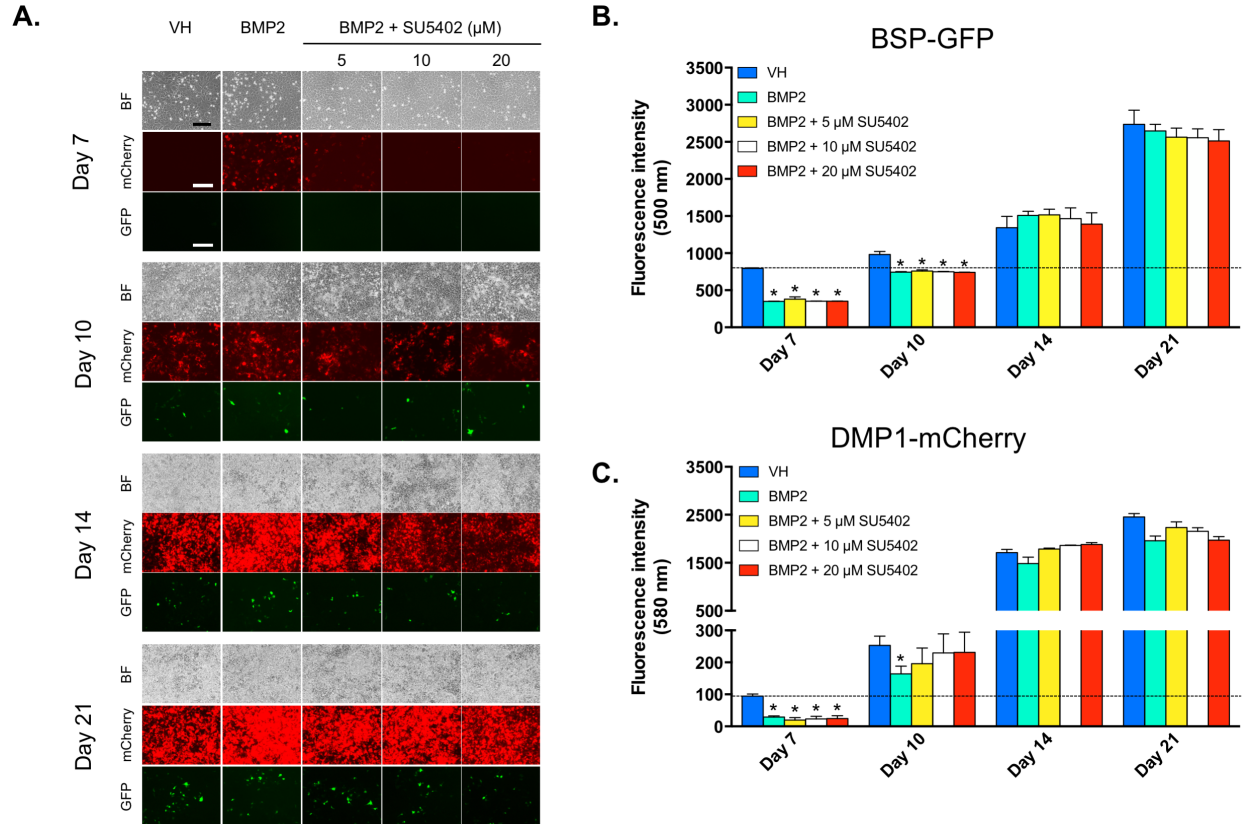 A.
VH
BMP2
BMP2 + SU5402 (µM)
5
10
20
Day 7
BF
mCherry
GFP
Day 10
BF
mCherry
GFP
Day 14
BF
mCherry
GFP
Day 21
BF
mCherry
GFP
B.
BSP-GFP
Fluorescence intensity
(500 nm)
3500
3000
2500
2000
1500
1000
500
0
VH
BMP2
BMP2 + 5 µM SU5402
BMP2 + 10 µM SU5402
BMP2 + 20 µM SU5402
* * * *
* * * *
Day 7
Day 10
Day 14
Day 21
C.
DMP1-mCherry
Fluorescence intensity
(580 nm)
3500
2500
1500
500
300
200
100
0
VH
BMP2
BMP2 + 5 µM SU5402
BMP2 + 10 µM SU5402
BMP2 + 20 µM SU5402
* * * *
*
Day 7
Day 10
Day 14
Day 21